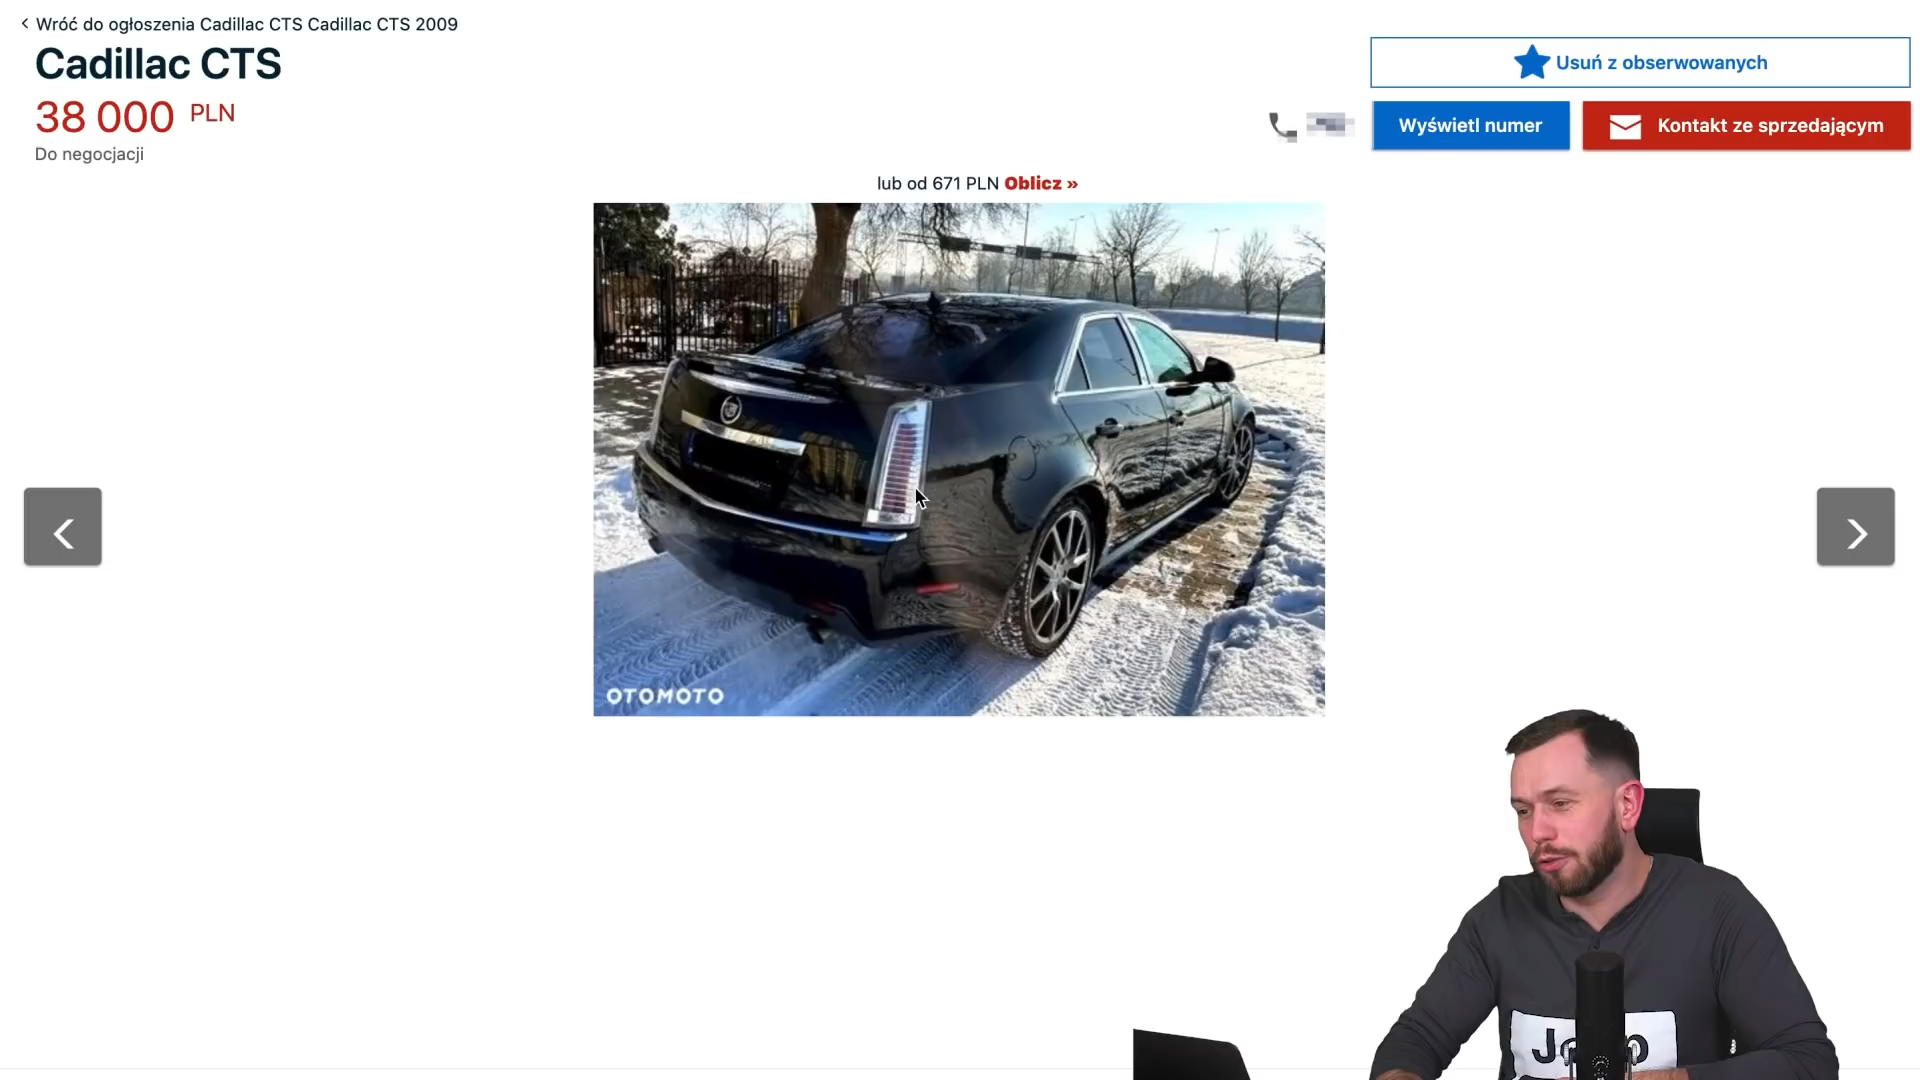 Wróć do ogłoszenia Cadillac CTS Cadillac CTS 2009
Cadillac CTS
38 000 PLN
Do negocjacji
Usuń z obserwowanych
Wyświetl numer
Kontakt ze sprzedającym
lub od 671 PLN Oblicz »
OTOMOTO